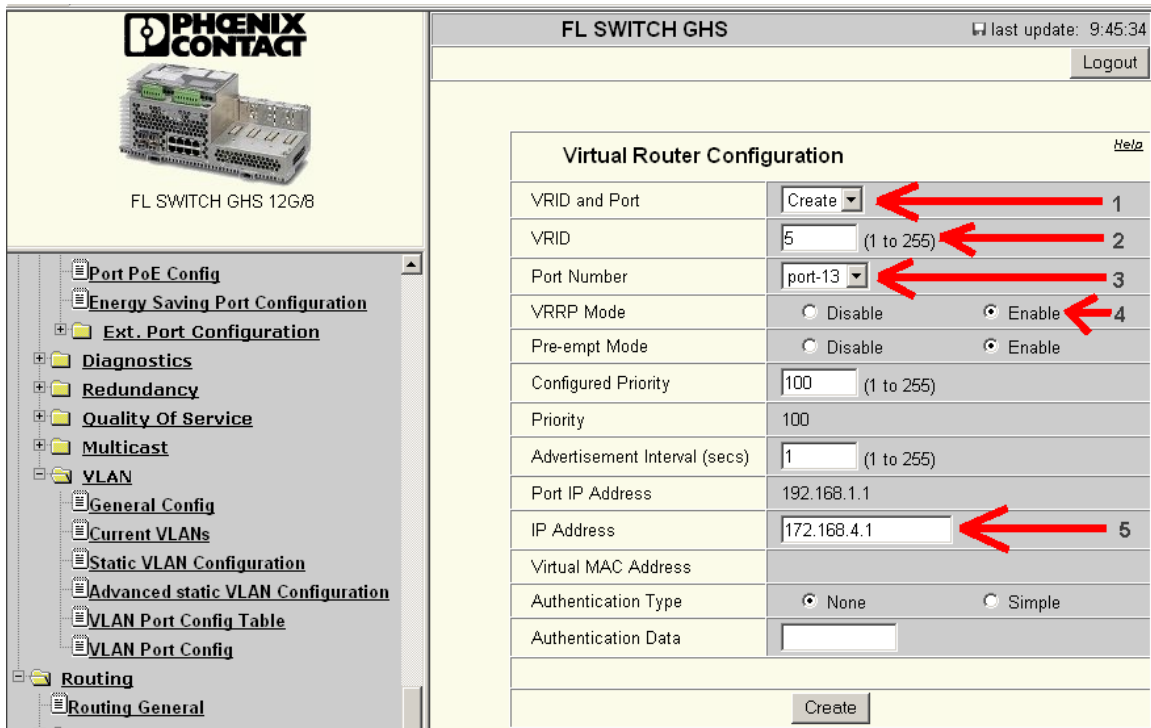 PHŒNIX
CONTACT
FL SWITCH GHS 12G/8
Port PoE Config
Energy Saving Port Configuration
Ext. Port Configuration
Diagnostics
Redundancy
Quality Of Service
Multicast
VLAN
General Config
Current VLANs
Static VLAN Configuration
Advanced static VLAN Configuration
VLAN Port Config Table
VLAN Port Config
Routing
Routing General
FL SWITCH GHS
last update: 9:45:34
Logout
Virtual Router Configuration
Help
VRID and Port Create 1
VRID 5 (1 to 255) 2
Port Number port-13 3
VRRP Mode Disable Enable 4
Pre-empt Mode Disable Enable
Configured Priority 100 (1 to 255)
Priority 100
Advertisement Interval (secs) 1 (1 to 255)
Port IP Address 192.168.1.1
IP Address 172.168.4.1 5
Virtual MAC Address
Authentication Type None Simple
Authentication Data
Create